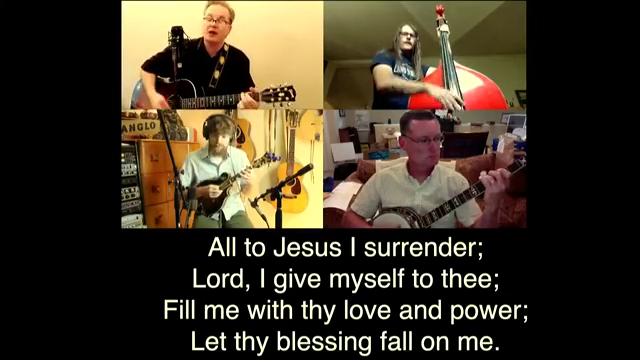 ANGLO
All to Jesus I surrender;
Lord, I give myself to thee;
Fill me with thy love and power;
Let thy blessing fall on me.